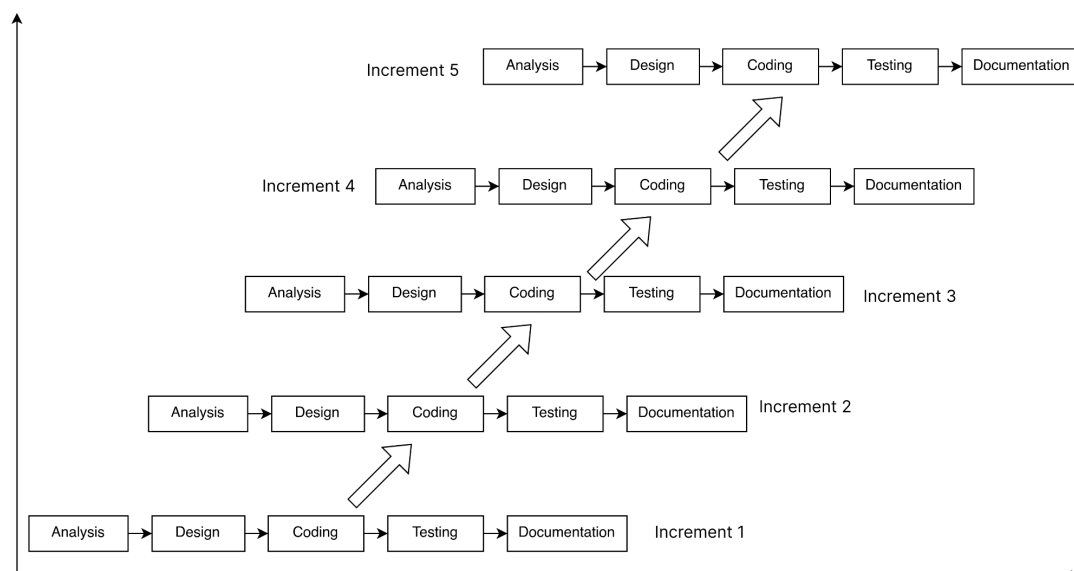 Increment 5
Analysis
Design
Coding
Testing
Documentation
Increment 4
Analysis
Design
Coding
Testing
Documentation
Analysis
Design
Coding
Testing
Documentation
Increment 3
Analysis
Design
Coding
Testing
Documentation
Increment 2
Analysis
Design
Coding
Testing
Documentation
Increment 1